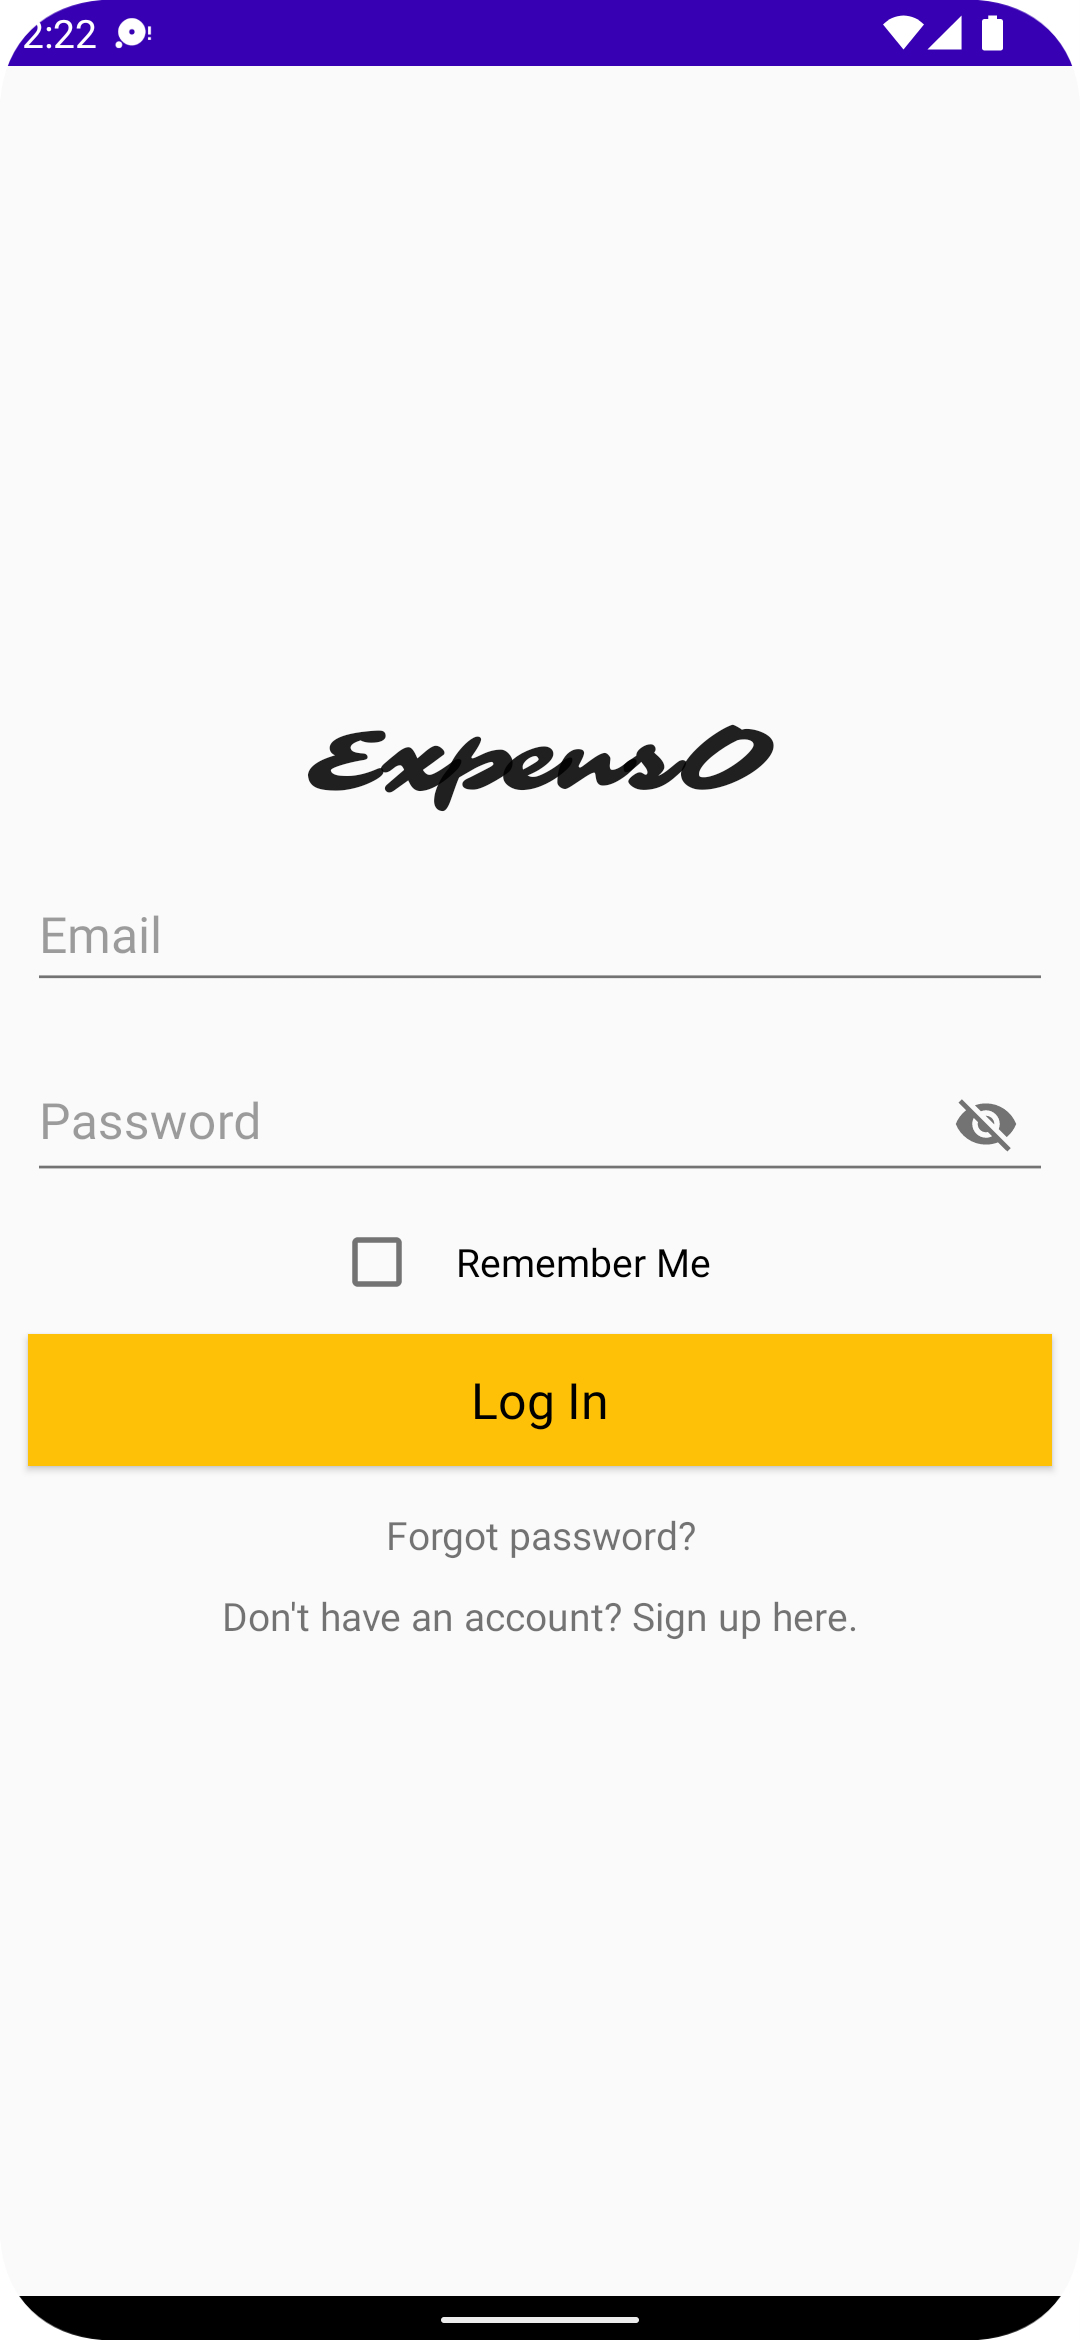 2:22
ExpensO
Email
Password
Remember Me
Log In
Forgot password?
Don't have an account? Sign up here.